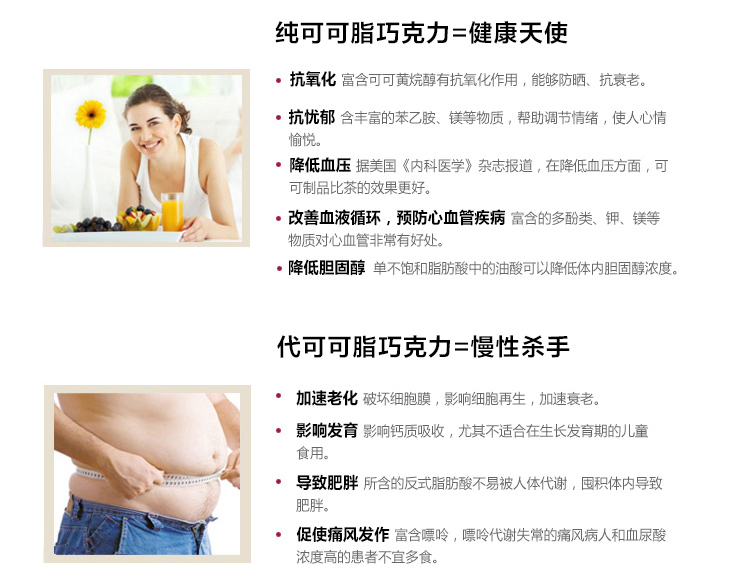 纯可可脂巧克力=健康天使
• 抗氧化 富含可可黄烷醇有抗氧化作用，能够防晒、抗衰老。
• 抗忧郁 含丰富的苯乙胺、镁等物质，帮助调节情绪，使人心情
愉悦。
• 降低血压 据美国《内科医学》杂志报道，在降低血压方面，可
可制品比茶的效果更好。
• 改善血液循环，预防心血管疾病 富含的多酚类、钾、镁等
物质对心血管非常有好处。
• 降低胆固醇 单不饱和脂肪酸中的油酸可以降低体内胆固醇浓度。
代可可脂巧克力=慢性杀手
• 加速老化 破坏细胞膜，影响细胞再生，加速衰老。
• 影响发育 影响钙质吸收，尤其不适合在生长发育期的儿童
食用。
• 导致肥胖 所含的反式脂肪酸不易被人体代谢，囤积体内导致
肥胖。
• 促使痛风发作 富含嘌呤，嘌呤代谢失常的痛风病人和血尿酸
浓度高的患者不宜多食。